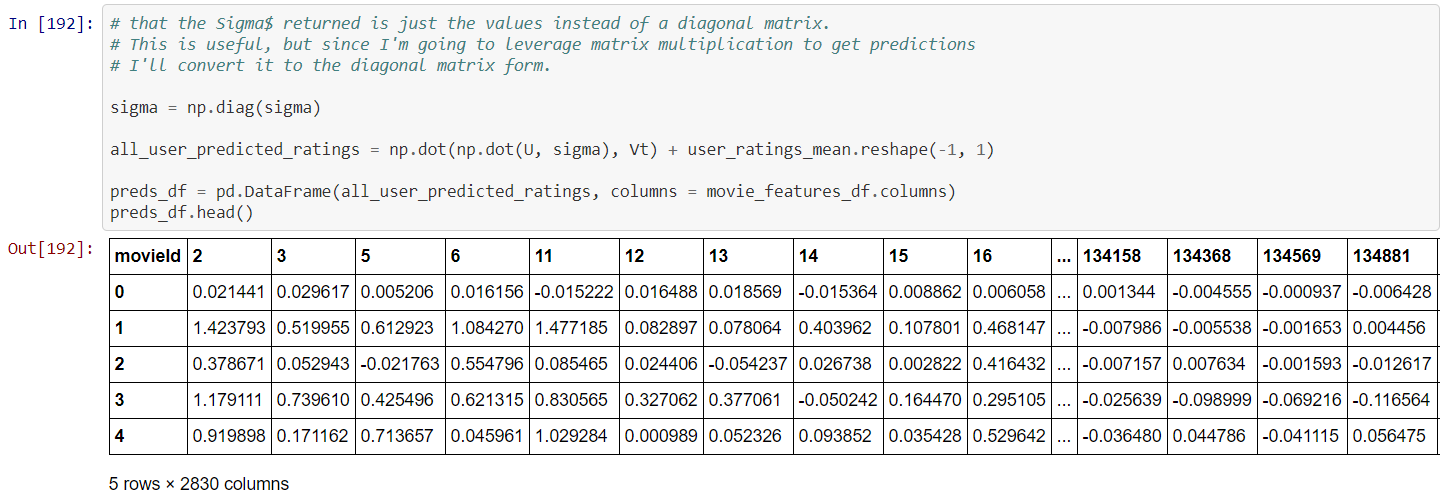 In [192]: # that the Sigma$ returned is just the values instead of a diagonal matrix.
# This is useful, but since I'm going to leverage matrix multiplication to get predictions
# I'll convert it to the diagonal matrix form.
sigma = np.diag(sigma)
all_user_predicted_ratings = np.dot(np.dot(U, sigma), Vt) + user_ratings_mean.reshape(-1, 1)
preds_df = pd.DataFrame(all_user_predicted_ratings, columns = movie_features_df.columns)
preds_df.head()
Out[192]:
movieId 2 3 5 6 11 12 13 14 15 16 ... 134158 134368 134569 134881
0 0.021441 0.029617 0.005206 0.016156 -0.015222 0.016488 0.018569 -0.015364 0.008862 0.006058 ... 0.001344 -0.004555 -0.000937 -0.006428
1 1.423793 0.519955 0.612923 1.084270 1.477185 0.082897 0.078064 0.403962 0.107801 0.468147 ... -0.007986 -0.005538 -0.001653 0.004456
2 0.378671 0.052943 -0.021763 0.554796 0.085465 0.024406 -0.054237 0.026738 0.002822 0.416432 ... -0.007157 0.007634 -0.001593 -0.012617
3 1.179111 0.739610 0.425496 0.621315 0.830565 0.327062 0.377061 -0.050242 0.164470 0.295105 ... -0.025639 -0.098999 -0.069216 -0.116564
4 0.919898 0.171162 0.713657 0.045961 1.029284 0.000989 0.052326 0.093852 0.035428 0.529642 ... -0.036480 0.044786 -0.041115 0.056475
5 rows × 2830 columns